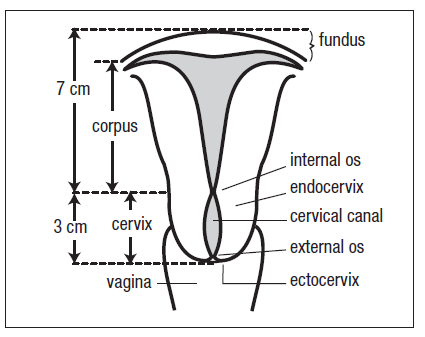 fundus
7 cm
corpus
internal os
endocervix
cervical canal
3 cm
cervix
external os
vagina
ectocervix